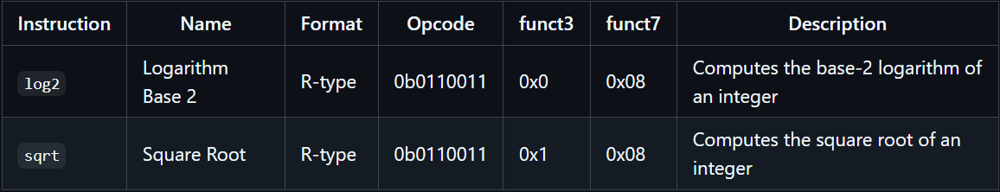 Instruction Name Format Opcode funct3 funct7 Description
log2 Logarithm Base 2 R-type 0b0110011 0x0 0x08 Computes the base-2 logarithm of an integer
sqrt Square Root R-type 0b0110011 0x1 0x08 Computes the square root of an integer